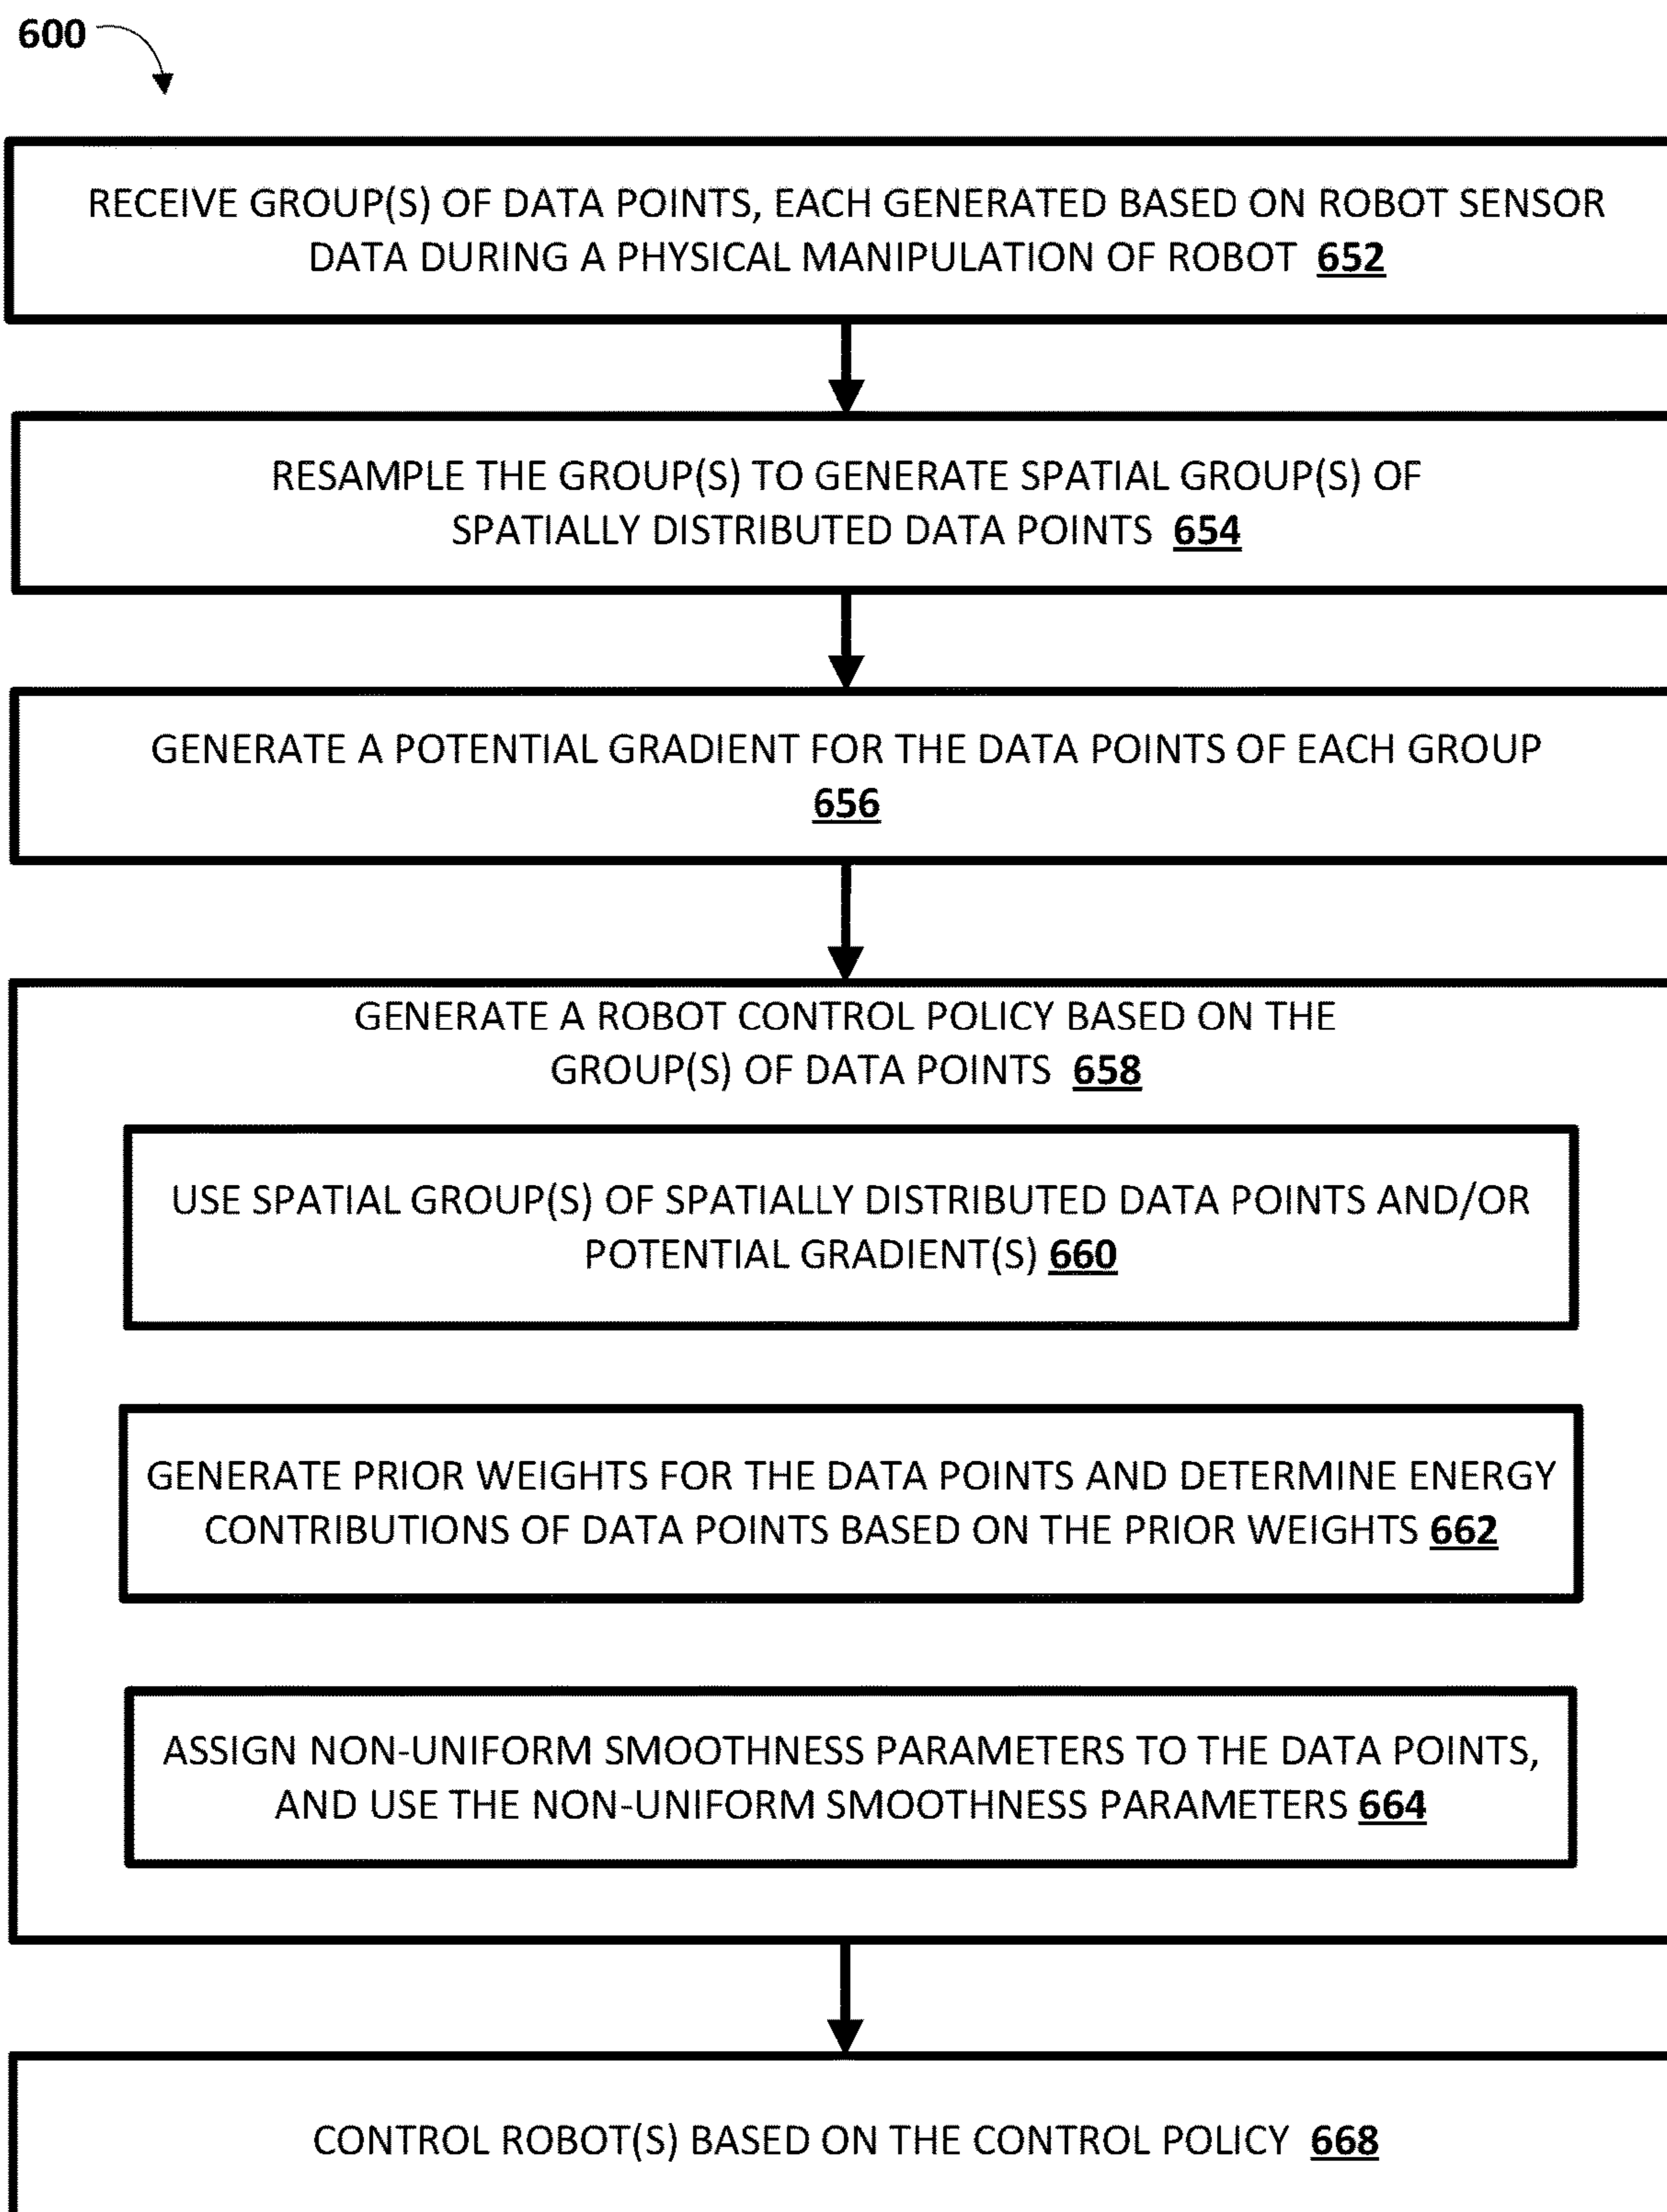 600
RECEIVE GROUP(S) OF DATA POINTS, EACH GENERATED BASED ON ROBOT SENSOR
DATA DURING A PHYSICAL MANIPULATION OF ROBOT 652
RESAMPLE THE GROUP(S) TO GENERATE SPATIAL GROUP(S) OF
SPATIALLY DISTRIBUTED DATA POINTS 654
GENERATE A POTENTIAL GRADIENT FOR THE DATA POINTS OF EACH GROUP
656
GENERATE A ROBOT CONTROL POLICY BASED ON THE
GROUP(S) OF DATA POINTS 658
USE SPATIAL GROUP(S) OF SPATIALLY DISTRIBUTED DATA POINTS AND/OR
POTENTIAL GRADIENT(S) 660
GENERATE PRIOR WEIGHTS FOR THE DATA POINTS AND DETERMINE ENERGY
CONTRIBUTIONS OF DATA POINTS BASED ON THE PRIOR WEIGHTS 662
ASSIGN NON-UNIFORM SMOOTHNESS PARAMETERS TO THE DATA POINTS,
AND USE THE NON-UNIFORM SMOOTHNESS PARAMETERS 664
CONTROL ROBOT(S) BASED ON THE CONTROL POLICY 668